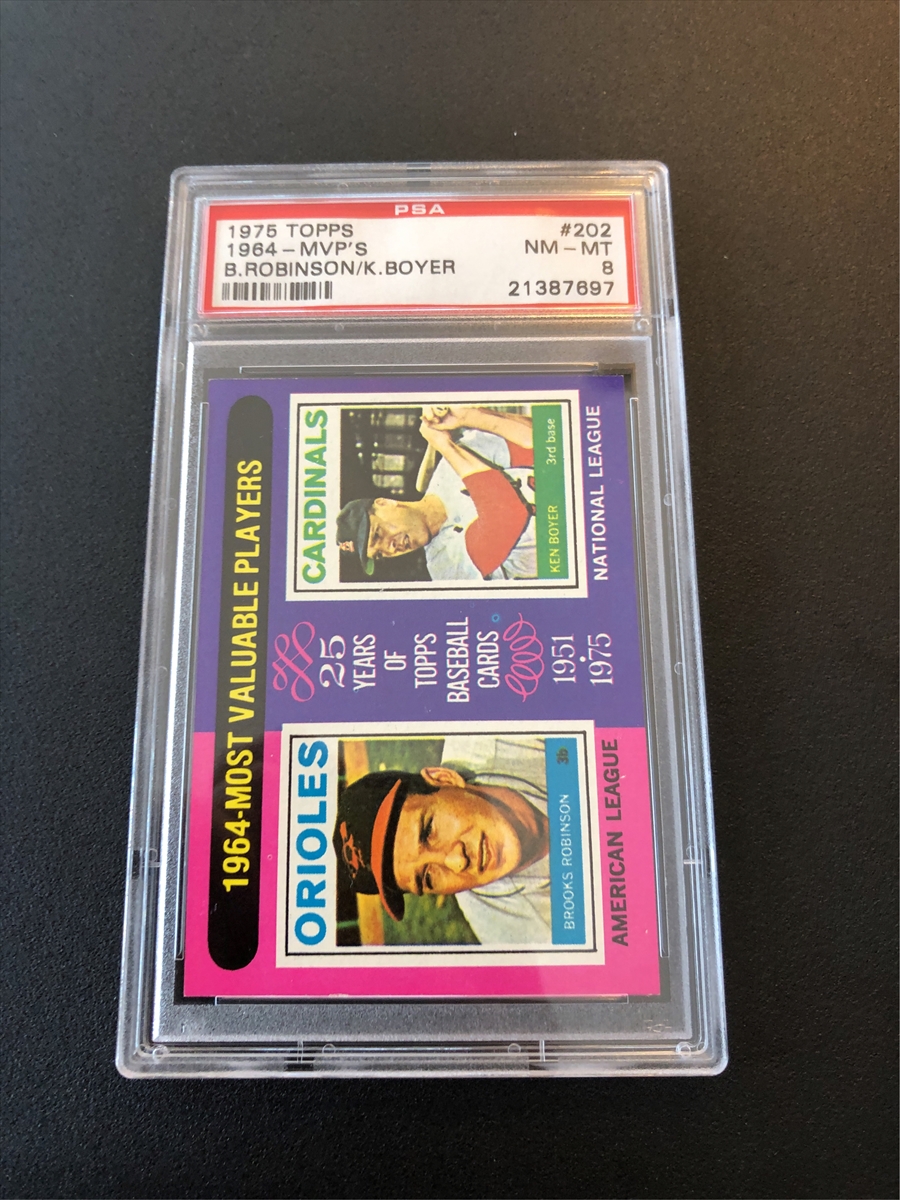 PSA
1975 TOPPS #202
1964-MVP'S NM-MT
B.ROBINSON/K.BOYER 8
21387697
1964-MOST VALUABLE PLAYERS
ORIOLES
BROOKS ROBINSON 3b
AMERICAN LEAGUE
25
YEARS
OF
TOPPS
BASEBALL
CARDS
1951
•
1975
CARDINALS
KEN BOYER 3rd base
NATIONAL LEAGUE